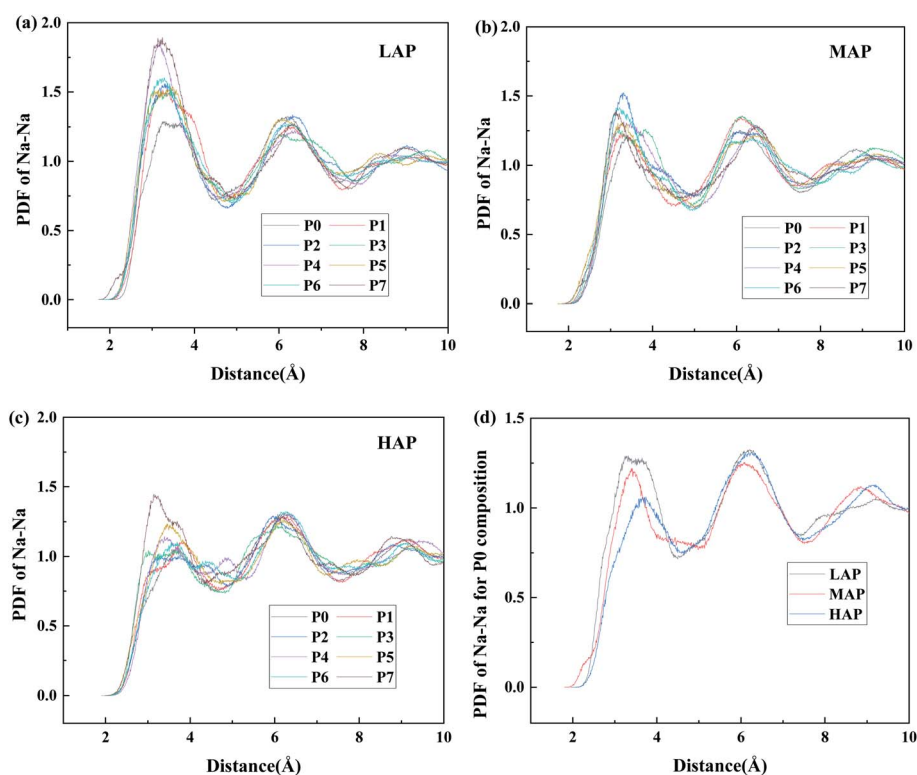 (a)
2.0
1.5
1.0
0.5
0.0
PDF of Na-Na
LAP
P0 P1
P2 P3
P4 P5
P6 P7
2 4 6 8 10
Distance(Å)
(b)
2.0
1.5
1.0
0.5
0.0
PDF of Na-Na
MAP
P0 P1
P2 P3
P4 P5
P6 P7
2 4 6 8 10
Distance(Å)
(c)
2.0
1.5
1.0
0.5
0.0
PDF of Na-Na
HAP
P0 P1
P2 P3
P4 P5
P6 P7
2 4 6 8 10
Distance(Å)
(d)
1.5
1.0
0.5
0.0
PDF of Na-Na for P0 composition
LAP
MAP
HAP
2 4 6 8 10
Distance(Å)